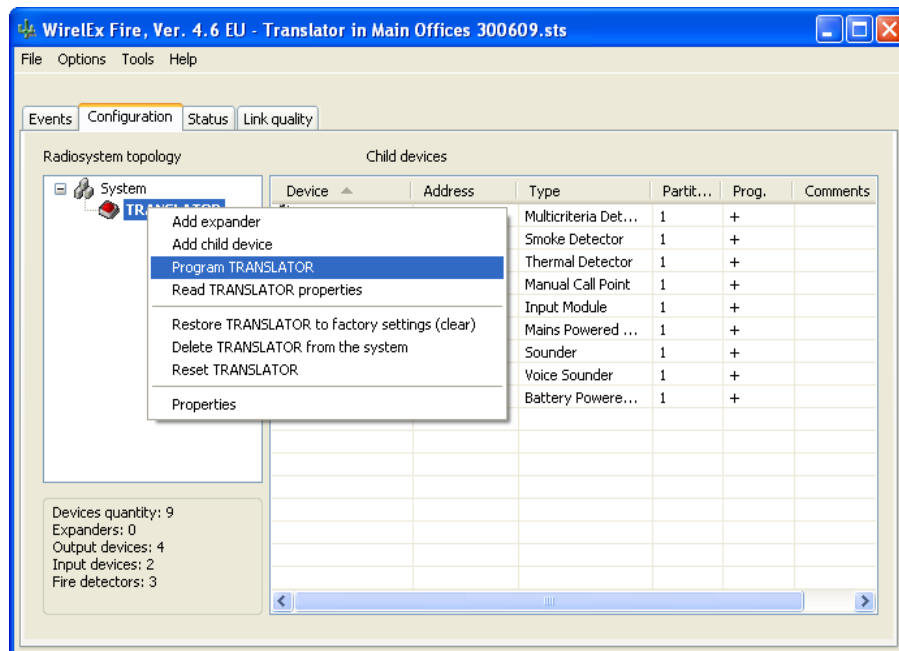 WirelEx Fire, Ver. 4.6 EU - Translator in Main Offices 300609.sts
File Options Tools Help
Events Configuration Status Link quality
Radiosystem topology Child devices
System
Device Address Type Partit... Prog. Comments
Multicriteria Det... 1 +
Smoke Detector 1 +
Thermal Detector 1 +
Manual Call Point 1 +
Input Module 1 +
Mains Powered ... 1 +
Sounder 1 +
Voice Sounder 1 +
Battery Powere... 1 +
TRANSLATOR
Add expander
Add child device
Program TRANSLATOR
Read TRANSLATOR properties
Restore TRANSLATOR to factory settings (clear)
Delete TRANSLATOR from the system
Reset TRANSLATOR
Properties
Devices quantity: 9
Expanders: 0
Output devices: 4
Input devices: 2
Fire detectors: 3